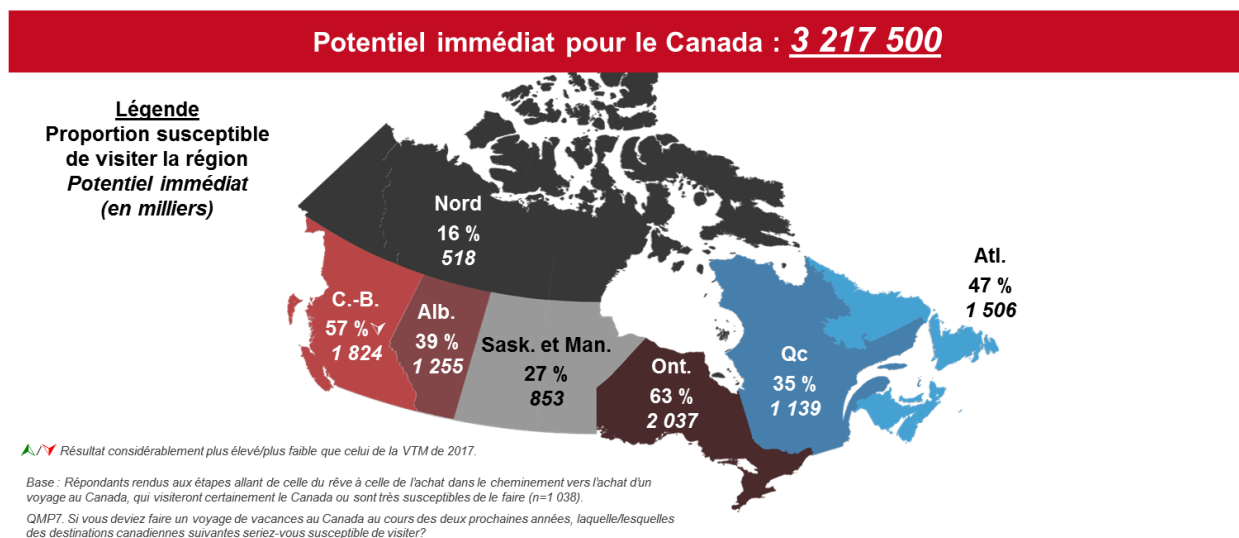 Potentiel immédiat pour le Canada : 3 217 500
Légende
Proportion susceptible
de visiter la région
Potentiel immédiat
(en milliers)
Nord
16 %
518
C.-B.
57 %
1 824
Alb.
39 %
1 255
Sask. et Man.
27 %
853
Ont.
63 %
2 037
Qc
35 %
1 139
Atl.
47 %
1 506
/ Résultat considérablement plus élevé/plus faible que celui de la VTM de 2017.
Base : Répondants rendus aux étapes allant de celle du rêve à celle de l'achat dans le cheminement vers l'achat d'un
voyage au Canada, qui visiteront certainement le Canada ou sont très susceptibles de le faire (n=1 038).
QMP7. Si vous deviez faire un voyage de vacances au Canada au cours des deux prochaines années, laquelle/lesquelles
des destinations canadiennes suivantes seriez-vous susceptible de visiter?